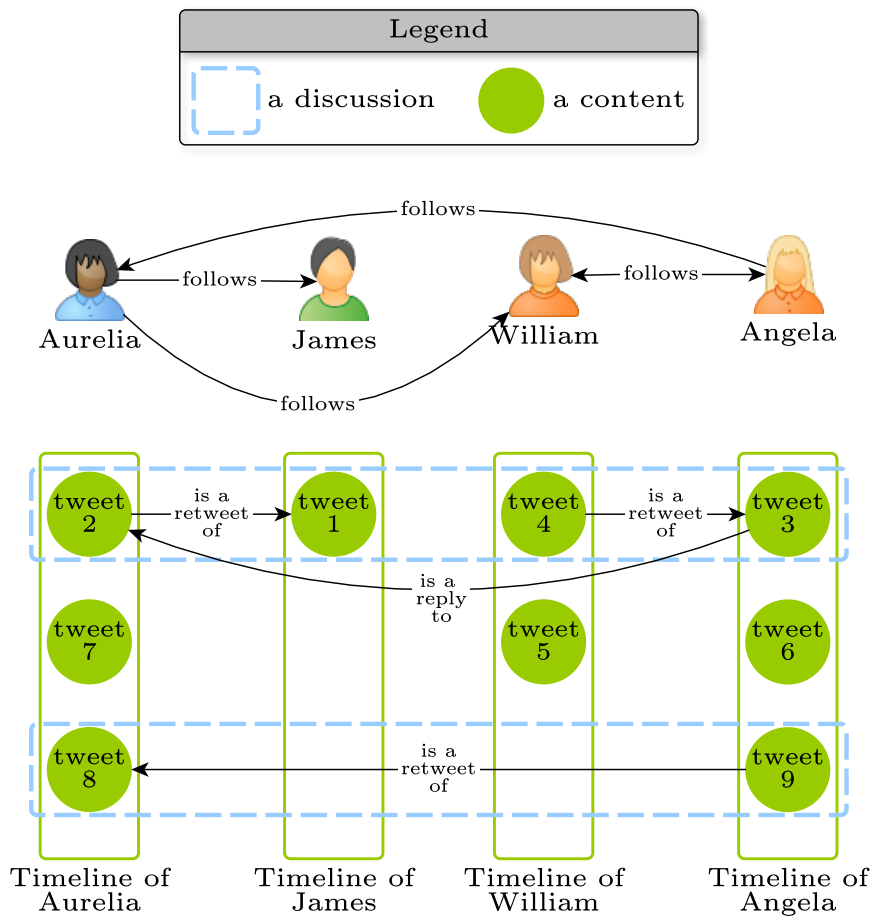 Legend
a discussion
a content
follows
follows
follows
Aurelia
James
William
Angela
follows
tweet
2
is a
retweet
of
tweet
1
tweet
4
is a
retweet
of
tweet
3
is a
reply
to
tweet
7
tweet
5
tweet
6
tweet
8
is a
retweet
of
tweet
9
Timeline of
Aurelia
Timeline of
James
Timeline of
William
Timeline of
Angela